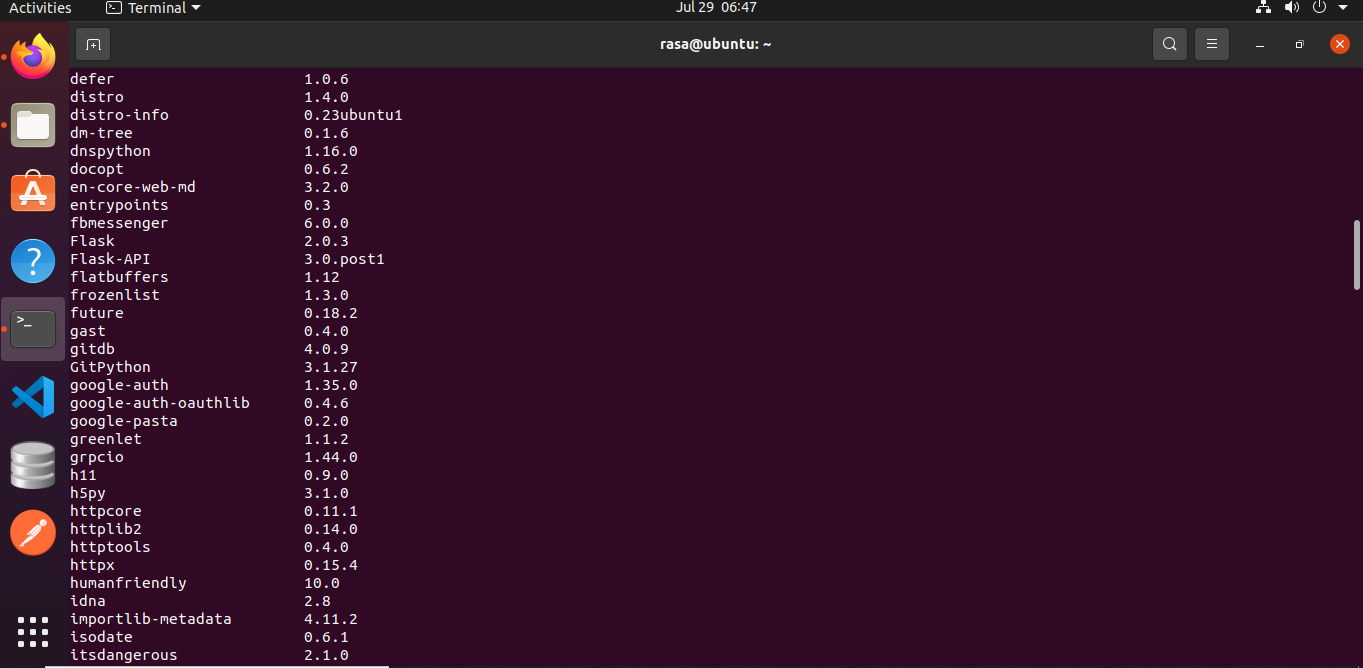 Activities Terminal Jul 29 06:47
rasa@ubuntu: ~
defer 1.0.6
distro 1.4.0
distro-info 0.23ubuntu1
dm-tree 0.1.6
dnspython 1.16.0
docopt 0.6.2
en-core-web-md 3.2.0
entrypoints 0.3
fbmessenger 6.0.0
Flask 2.0.3
Flask-API 3.0.post1
flatbuffers 1.12
frozenlist 1.3.0
future 0.18.2
gast 0.4.0
gitdb 4.0.9
GitPython 3.1.27
google-auth 1.35.0
google-auth-oauthlib 0.4.6
google-pasta 0.2.0
greenlet 1.1.2
grpcio 1.44.0
h11 0.9.0
h5py 3.1.0
httpcore 0.11.1
httplib2 0.14.0
httptools 0.4.0
httpx 0.15.4
humanfriendly 10.0
idna 2.8
importlib-metadata 4.11.2
isodate 0.6.1
itsdangerous 2.1.0